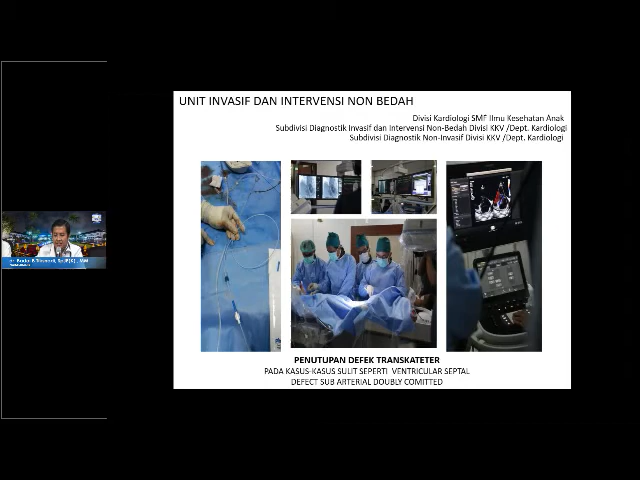 UNIT INVASIF DAN INTERVENSI NON BEDAH
Divisi Kardiologi SMF Ilmu Kesehatan Anak
Subdivisi Diagnostik Invasif dan Intervensi Non-Bedah Divisi KKV /Dept. Kardiologi
Subdivisi Diagnostik Non-Invasif Divisi KKV /Dept. Kardiologi
PENUTUPAN DEFEK TRANSKATETER
PADA KASUS-KASUS SULIT SEPERTI VENTRICULAR SEPTAL
DEFECT SUB ARTERIAL DOUBLY COMITTED